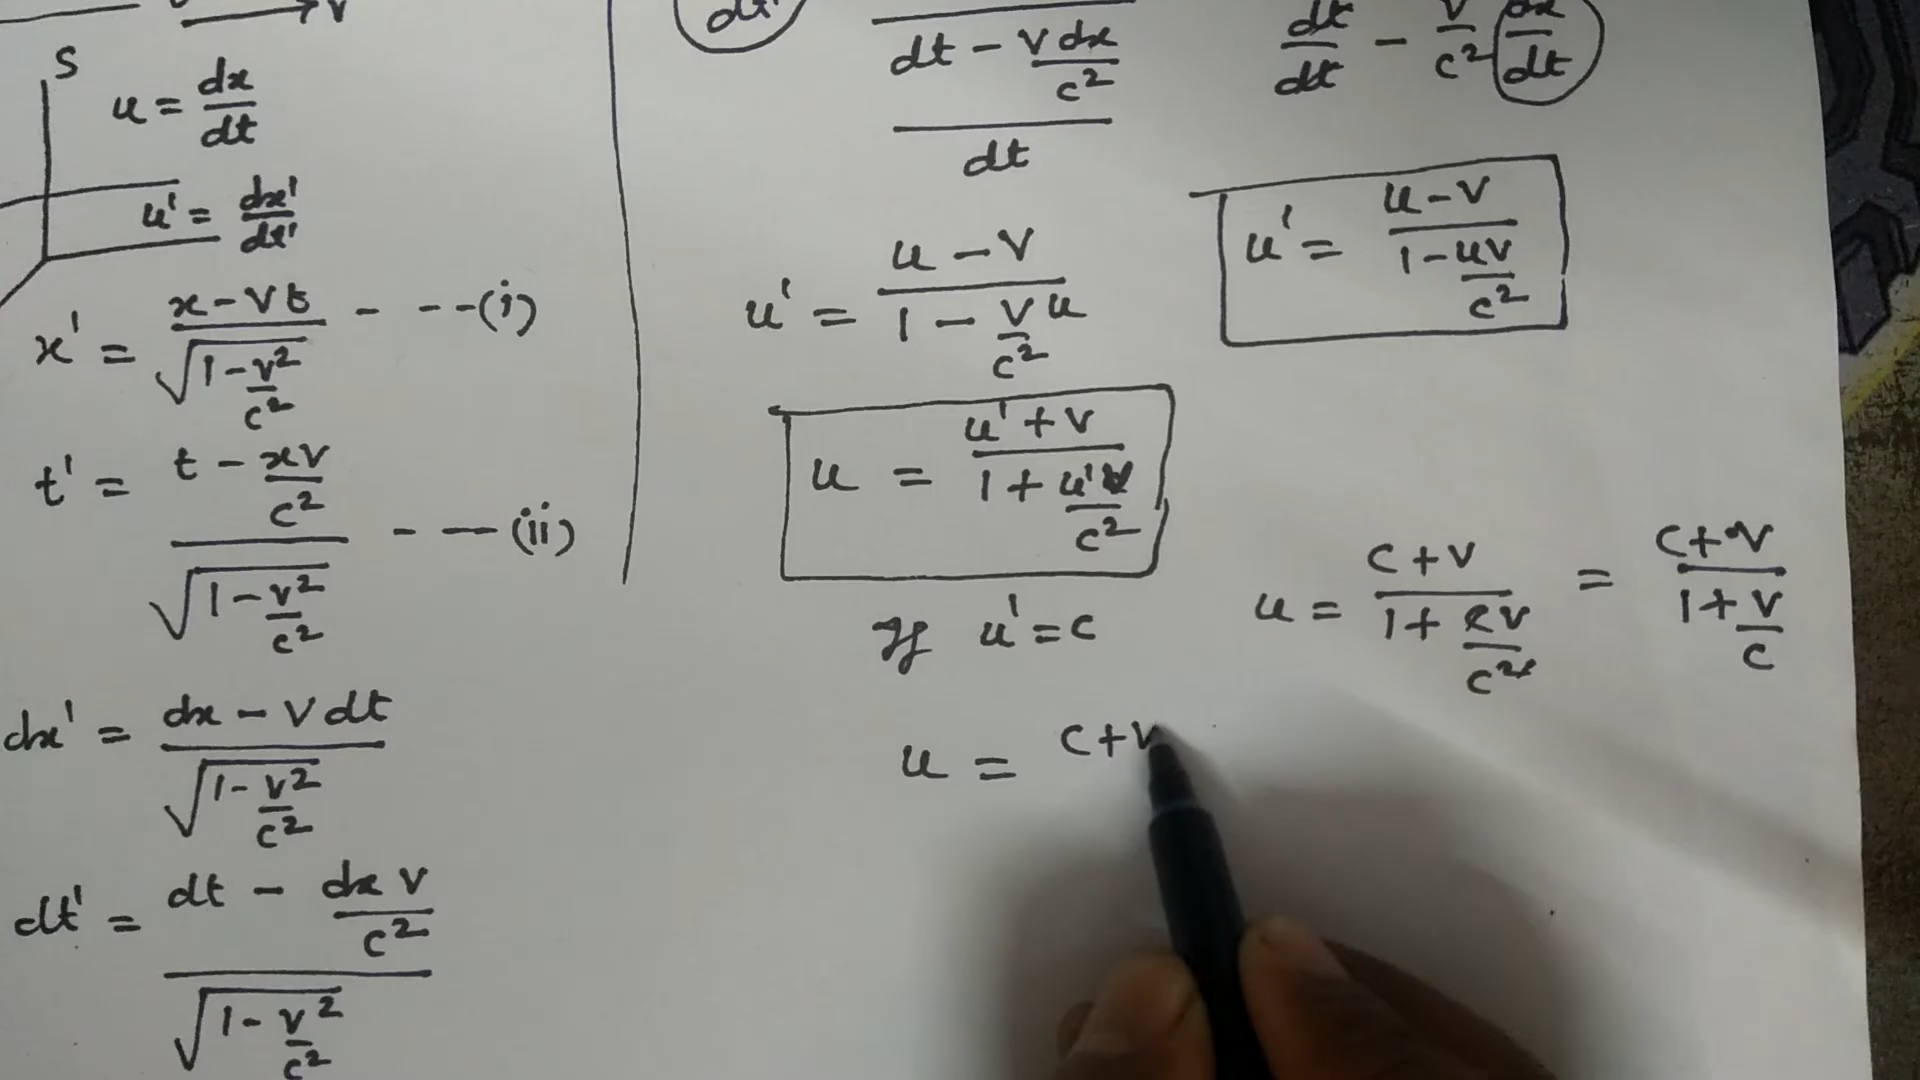 v
S
u = dx/dt
u' = dx'/dt'
x' = (x - vt)/√(1 - v²/c²) - - -(i)
t' = (t - xv/c²)/√(1 - v²/c²) - — (ii)
dx' = (dx - v dt)/√(1 - v²/c²)
dt' = (dt - dx v/c²)/√(1 - v²/c²)
dt'
(dt - v dx/c²)/dt
dt/dt - v/c² dx/dt
u' = (u - v)/(1 - v/c² u)
u' = (u - v)/(1 - uv/c²)
u = (u' + v)/(1 + u'v/c²)
If u' = c
u = (c + v)/(1 + cv/c²) = (c + v)/(1 + v/c)
u = c + v